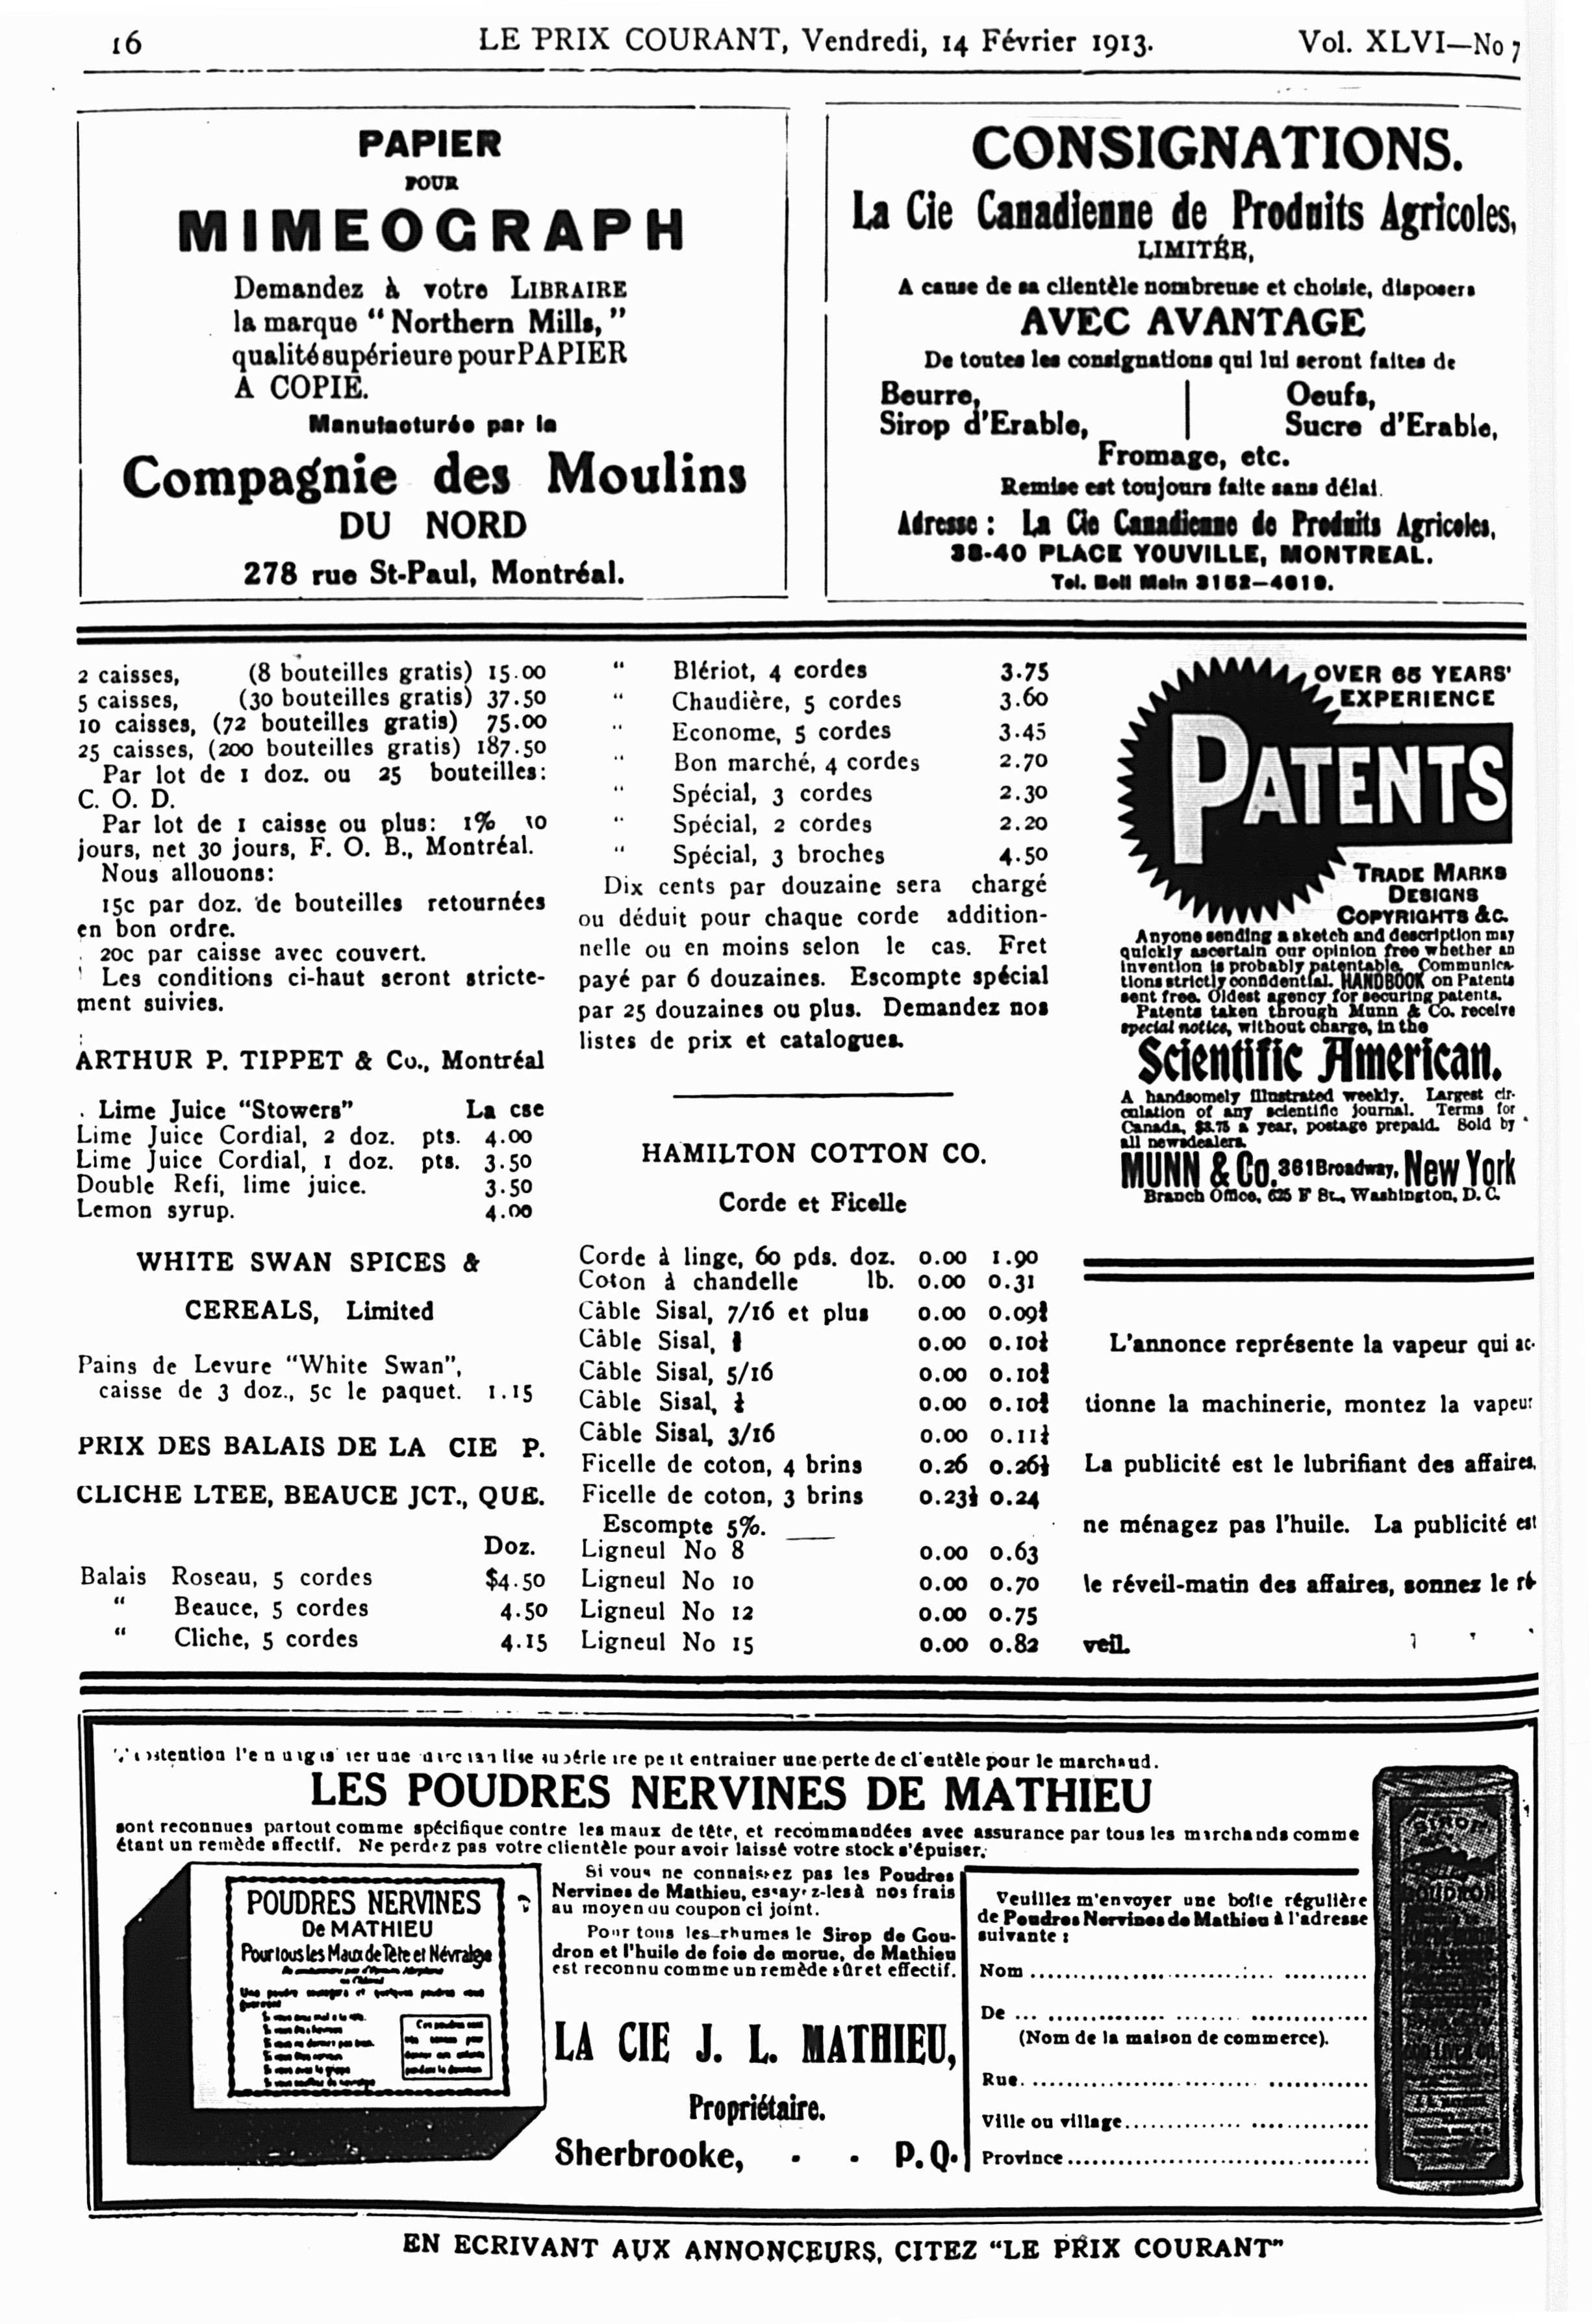 16
LE PRIX COURANT, Vendredi, 14 Février 1913.
Vol. XLVI—No 7
PAPIER
POUR
MIMEOGRAPH
Demandez à votre LIBRAIRE
la marque "Northern Mills,"
qualité supérieure pour PAPIER
A COPIE.
Manufacturée par la
Compagnie des Moulins
DU NORD
278 rue St-Paul, Montréal.
CONSIGNATIONS.
La Cie Canadienne de Produits Agricoles,
LIMITÉE,
A cause de sa clientèle nombreuse et choisie, disposera
AVEC AVANTAGE
De toutes les consignations qui lui seront faites de
Beurre,
Sirop d'Erable,
Oeufs,
Sucre d'Erable,
Fromage, etc.
Remise est toujours faite sans délai.
Adresse : La Cie Canadienne de Produits Agricoles,
38-40 PLACE YOUVILLE, MONTREAL.
Tel. Bell Main 3152—4619.
2 caisses, (8 bouteilles gratis) 15.00
5 caisses, (30 bouteilles gratis) 37.50
10 caisses, (72 bouteilles gratis) 75.00
25 caisses, (200 bouteilles gratis) 187.50
Par lot de 1 doz. ou 25 bouteilles:
C. O. D.
Par lot de 1 caisse ou plus: 1% 10
jours, net 30 jours, F. O. B., Montréal.
Nous allouons:
15c par doz. de bouteilles retournées
en bon ordre.
20c par caisse avec couvert.
Les conditions ci-haut seront stricte-
ment suivies.
ARTHUR P. TIPPET & Co., Montréal
Lime Juice "Stowers" La cse
Lime Juice Cordial, 2 doz. pts. 4.00
Lime Juice Cordial, 1 doz. pts. 3.50
Double Refi, lime juice. 3.50
Lemon syrup. 4.00
WHITE SWAN SPICES &
CEREALS, Limited
Pains de Levure "White Swan",
caisse de 3 doz., 5c le paquet. 1.15
PRIX DES BALAIS DE LA CIE P.
CLICHE LTEE, BEAUCE JCT., QUE.
Doz.
Balais Roseau, 5 cordes $4.50
" Beauce, 5 cordes 4.50
" Cliche, 5 cordes 4.15
" Blériot, 4 cordes 3.75
" Chaudière, 5 cordes 3.60
" Econome, 5 cordes 3.45
" Bon marché, 4 cordes 2.70
" Spécial, 3 cordes 2.30
" Spécial, 2 cordes 2.20
" Spécial, 3 broches 4.50
Dix cents par douzaine sera chargé
ou déduit pour chaque corde addition-
nelle ou en moins selon le cas. Fret
payé par 6 douzaines. Escompte spécial
par 25 douzaines ou plus. Demandez nos
listes de prix et catalogues.
HAMILTON COTTON CO.
Corde et Ficelle
Corde à linge, 60 pds. doz. 0.00 1.90
Coton à chandelle lb. 0.00 0.31
Câble Sisal, 7/16 et plus 0.00
Câble Sisal, 0.00
Câble Sisal, 5/16 0.00
Câble Sisal, 0.00
Câble Sisal, 3/16 0.00
Ficelle de coton, 4 brins 0.26 0.26½
Ficelle de coton, 3 brins 0.23½ 0.24
Escompte 5%.
Ligneul No 8 0.00 0.63
Ligneul No 10 0.00 0.70
Ligneul No 12 0.00 0.75
Ligneul No 15 0.00 0.82
OVER 65 YEARS'
EXPERIENCE
PATENTS
TRADE MARKS
DESIGNS
COPYRIGHTS &C.
Anyone sending a sketch and description may
quickly ascertain our opinion free whether an
invention is probably patentable. Communica-
tions strictly confidential. HANDBOOK on Patents
sent free. Oldest agency for securing patents.
Patents taken through Munn & Co. receive
special notice, without charge, in the
Scientific American.
A handsomely illustrated weekly. Largest cir-
culation of any scientific journal. Terms for
Canada, $3.75 a year, postage prepaid. Sold by
all newsdealers.
MUNN & Co. 361 Broadway, New York
Branch Office, 625 F St., Washington, D. C.
L'annonce représente la vapeur qui ac-
tionne la machinerie, montez la vapeur
La publicité est le lubrifiant des affaires,
ne ménagez pas l'huile. La publicité est
le réveil-matin des affaires, sonnez le ré-
veil.
supérieure peut entrainer une perte de clientèle pour le marchand.
LES POUDRES NERVINES DE MATHIEU
sont reconnues partout comme spécifique contre les maux de tête, et recommandées avec assurance par tous les marchands comme
étant un remède effectif. Ne perdez pas votre clientèle pour avoir laissé votre stock s'épuiser.
POUDRES NERVINES
De MATHIEU
Pour tous les Maux de Tête et Névralgie
Si vous ne connaissez pas les Poudres
Nervines de Mathieu, essayez-les à nos frais
au moyen du coupon ci joint.
Pour tous les rhumes le Sirop de Gou-
dron et l'huile de foie de morue, de Mathieu
est reconnu comme un remède sûr et effectif.
LA CIE J. L. MATHIEU,
Propriétaire.
Sherbrooke, - - P. Q.
Veuillez m'envoyer une boîte régulière
de Poudres Nervines de Mathieu à l'adresse
suivante :
Nom
De
(Nom de la maison de commerce).
Rue
Ville ou village
Province
SIROP
GOUDRON
EN ECRIVANT AUX ANNONCEURS, CITEZ "LE PRIX COURANT"